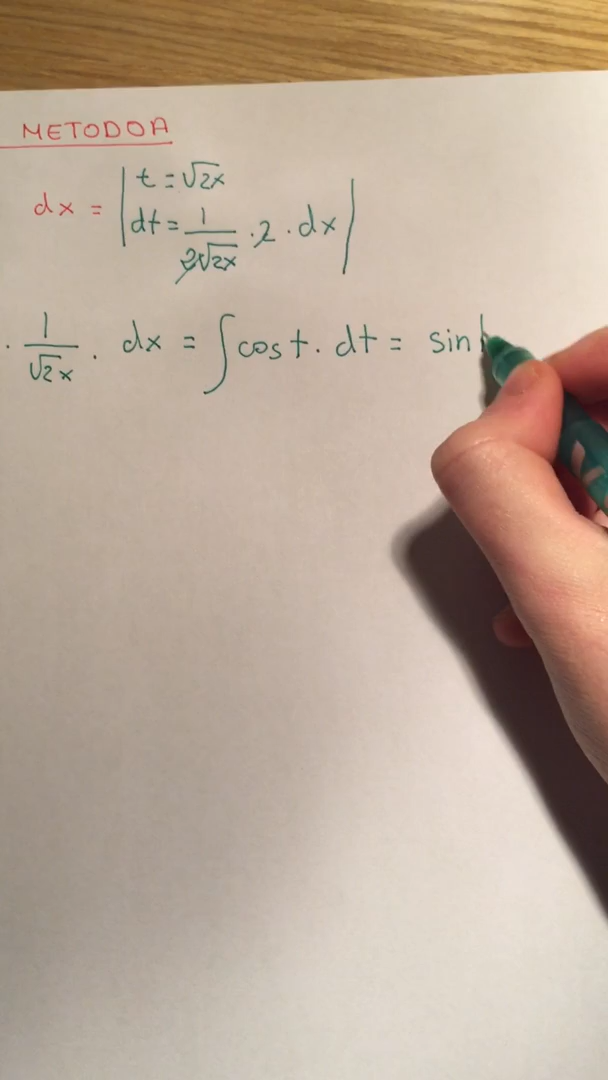 METODOA
t = √2x
dx = | dt = 1/(2√2x) · 2 · dx |
· 1/√2x · dx = ∫ cos t · dt = sin t